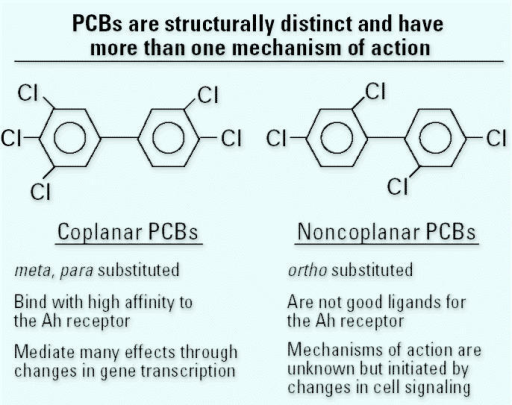 PCBs are structurally distinct and have
more than one mechanism of action
Cl
Cl
Cl
Cl
Cl
Cl
Cl
Cl
Cl
Coplanar PCBs
meta, para substituted
Bind with high affinity to
the Ah receptor
Mediate many effects through
changes in gene transcription
Noncoplanar PCBs
ortho substituted
Are not good ligands for
the Ah receptor
Mechanisms of action are
unknown but initiated by
changes in cell signaling